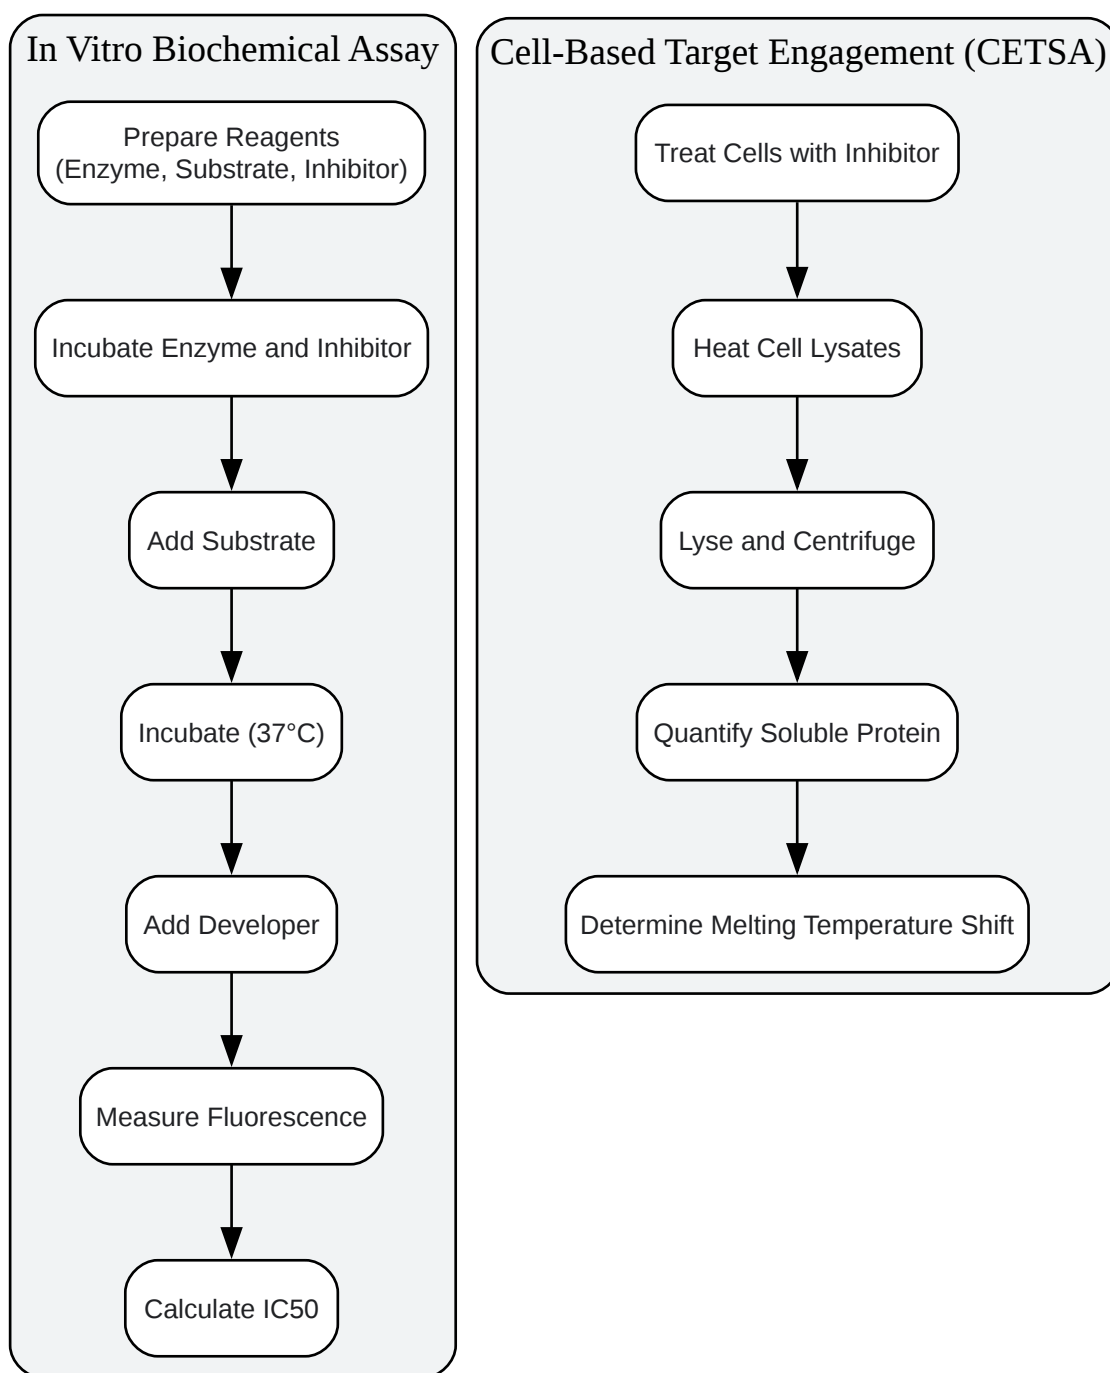 In Vitro Biochemical Assay
Prepare Reagents
(Enzyme, Substrate, Inhibitor)
Incubate Enzyme and Inhibitor
Add Substrate
Incubate (37°C)
Add Developer
Measure Fluorescence
Calculate IC50
Cell-Based Target Engagement (CETSA)
Treat Cells with Inhibitor
Heat Cell Lysates
Lyse and Centrifuge
Quantify Soluble Protein
Determine Melting Temperature Shift